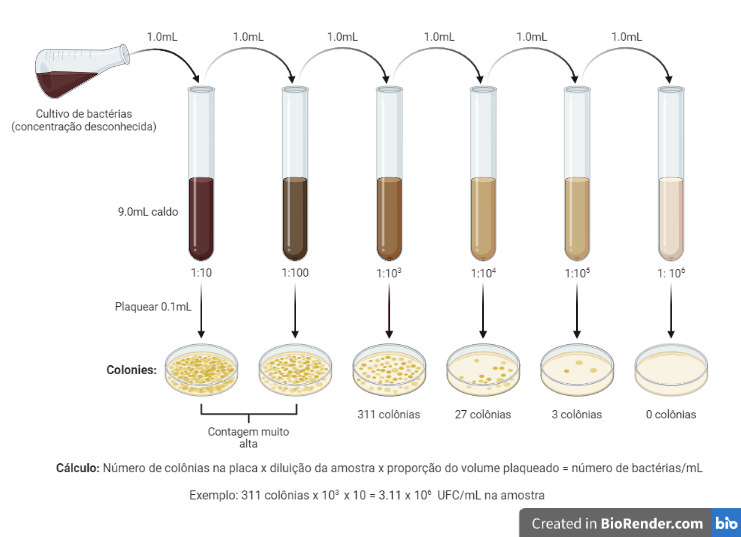 1.0mL 1.0mL 1.0mL 1.0mL 1.0mL 1.0mL
Cultivo de bactérias
(concentração desconhecida)
9.0mL caldo
1:10 1:100 1:10³ 1:10⁴ 1:10⁵ 1: 10⁶
Plaquear 0.1mL
Colonies:
311 colônias 27 colônias 3 colônias 0 colônias
Contagem muito
alta
Cálculo: Número de colônias na placa x diluição da amostra x proporção do volume plaqueado = número de bactérias/mL
Exemplo: 311 colônias x 10³ x 10 = 3.11 x 10⁶ UFC/mL na amostra
Created in BioRender.com bio